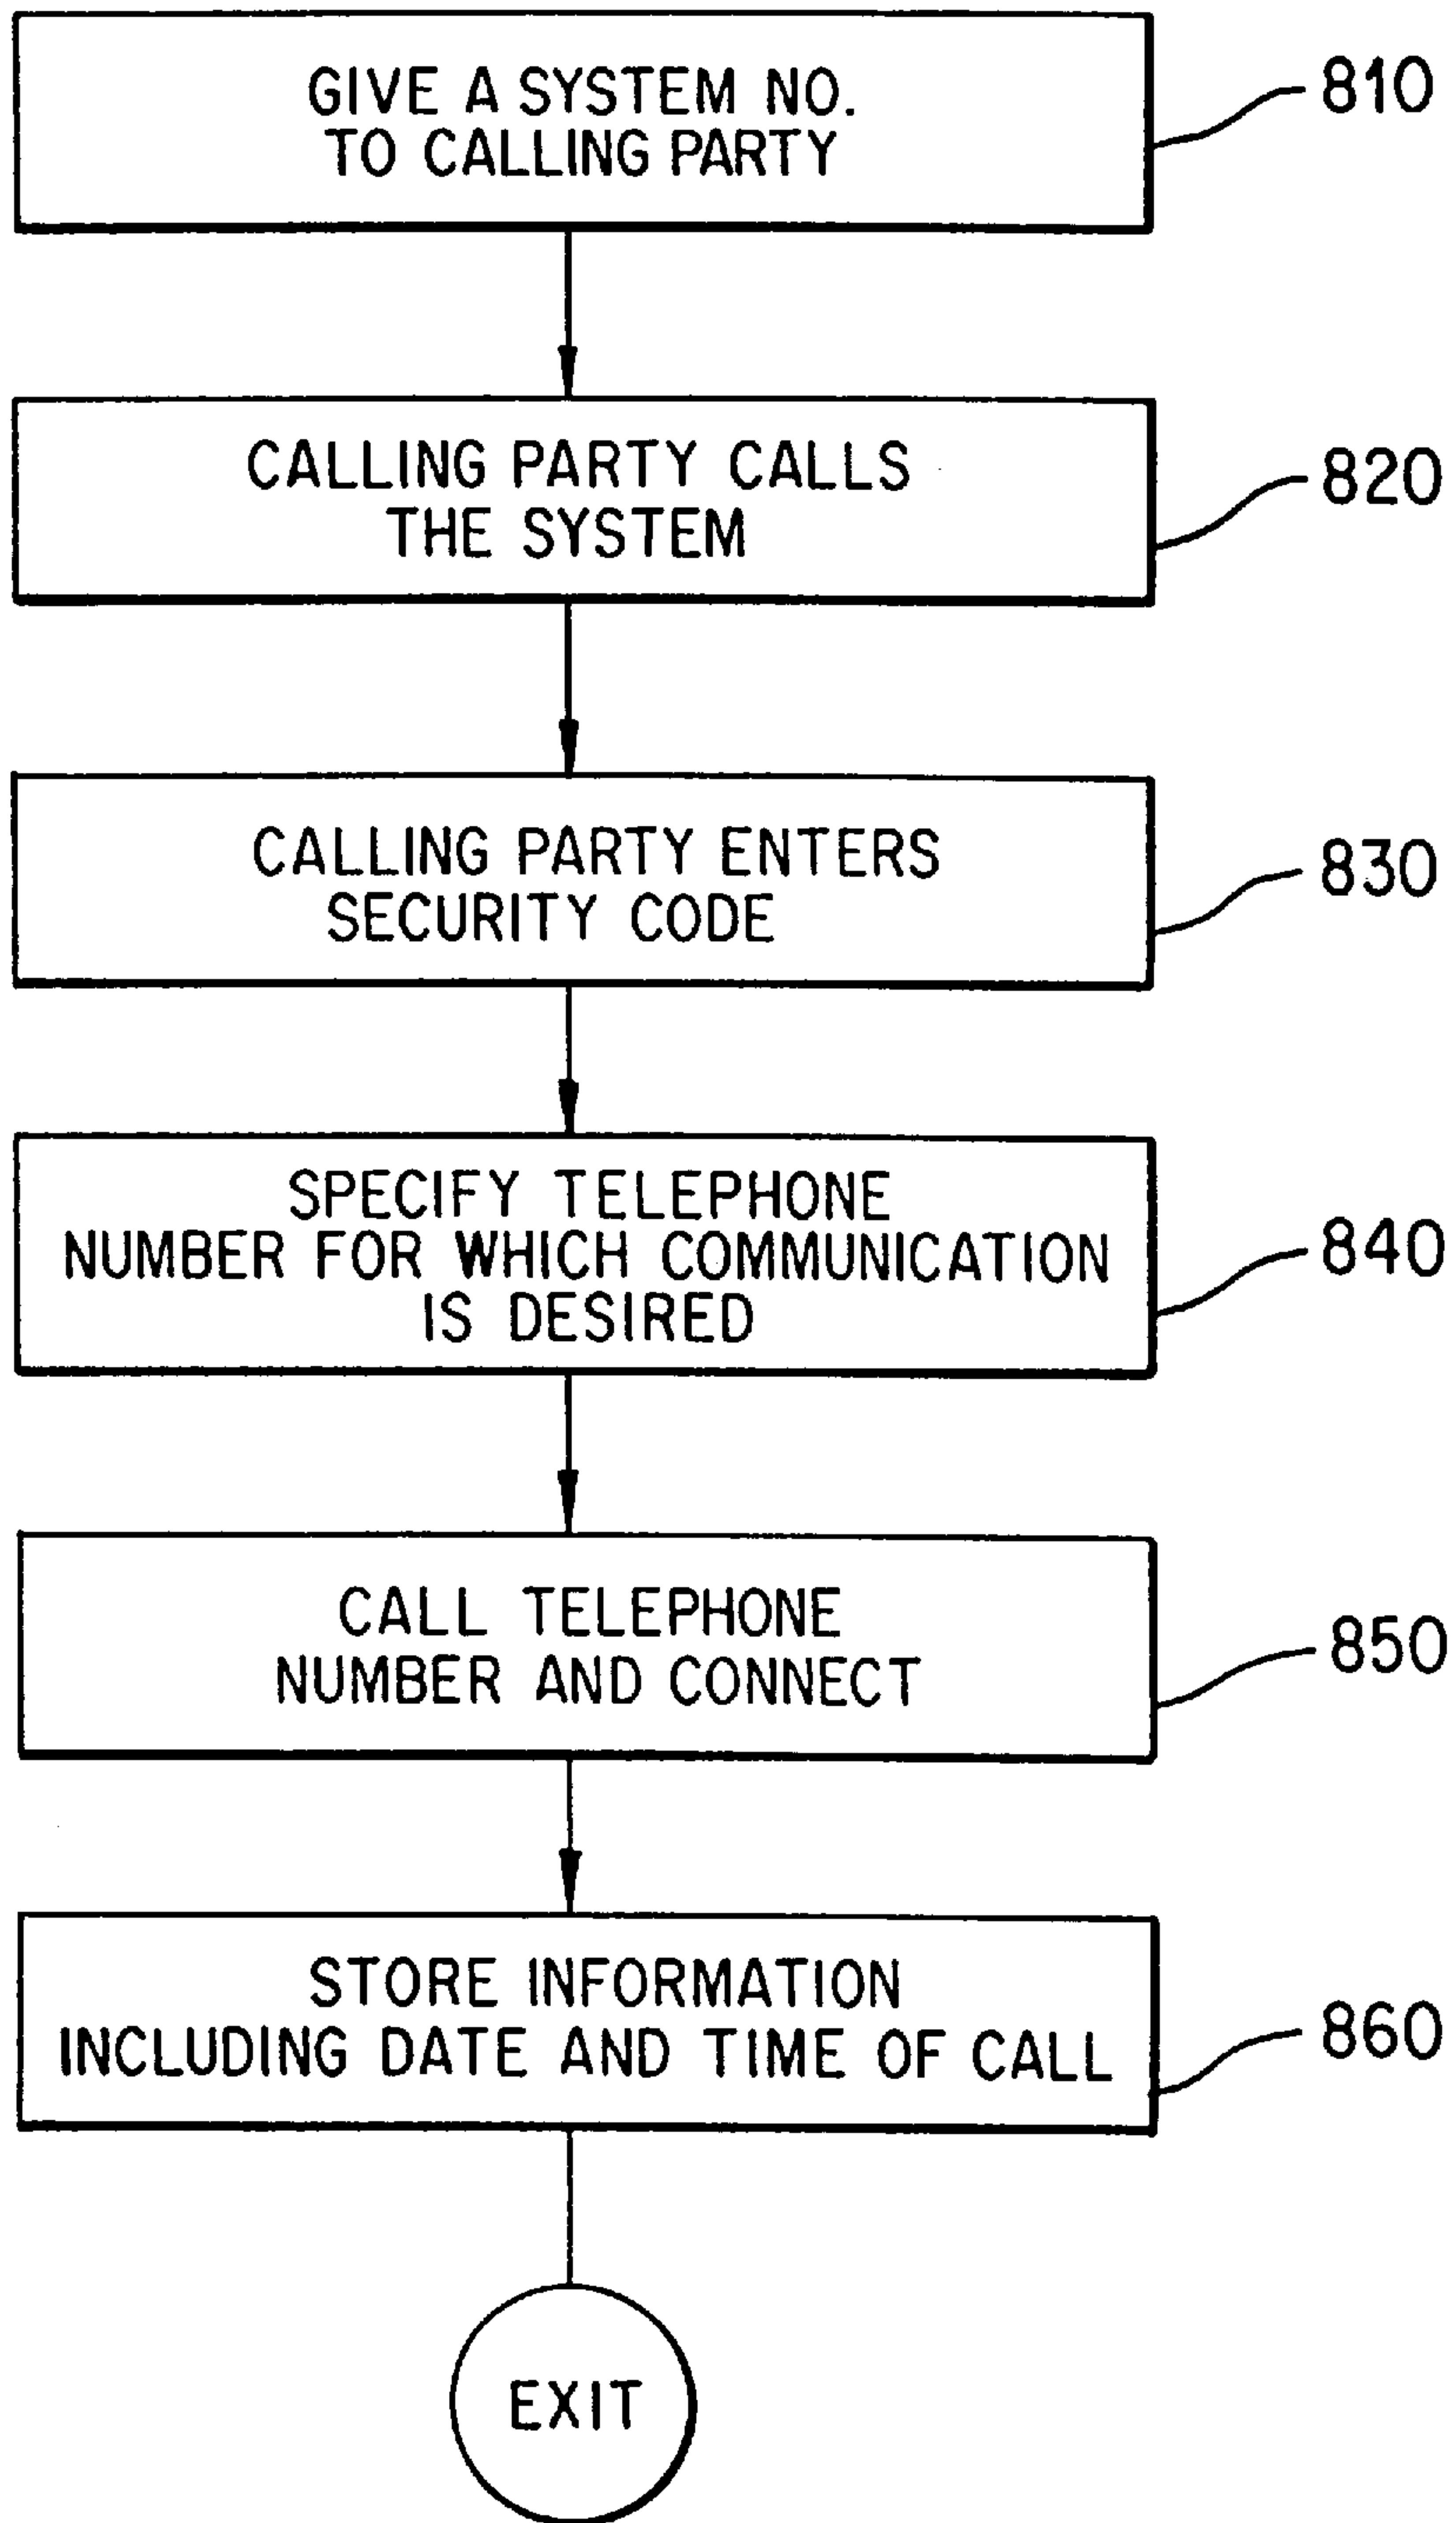 GIVE A SYSTEM NO.
TO CALLING PARTY
810
CALLING PARTY CALLS
THE SYSTEM
820
CALLING PARTY ENTERS
SECURITY CODE
830
SPECIFY TELEPHONE
NUMBER FOR WHICH COMMUNICATION
IS DESIRED
840
CALL TELEPHONE
NUMBER AND CONNECT
850
STORE INFORMATION
INCLUDING DATE AND TIME OF CALL
860
EXIT